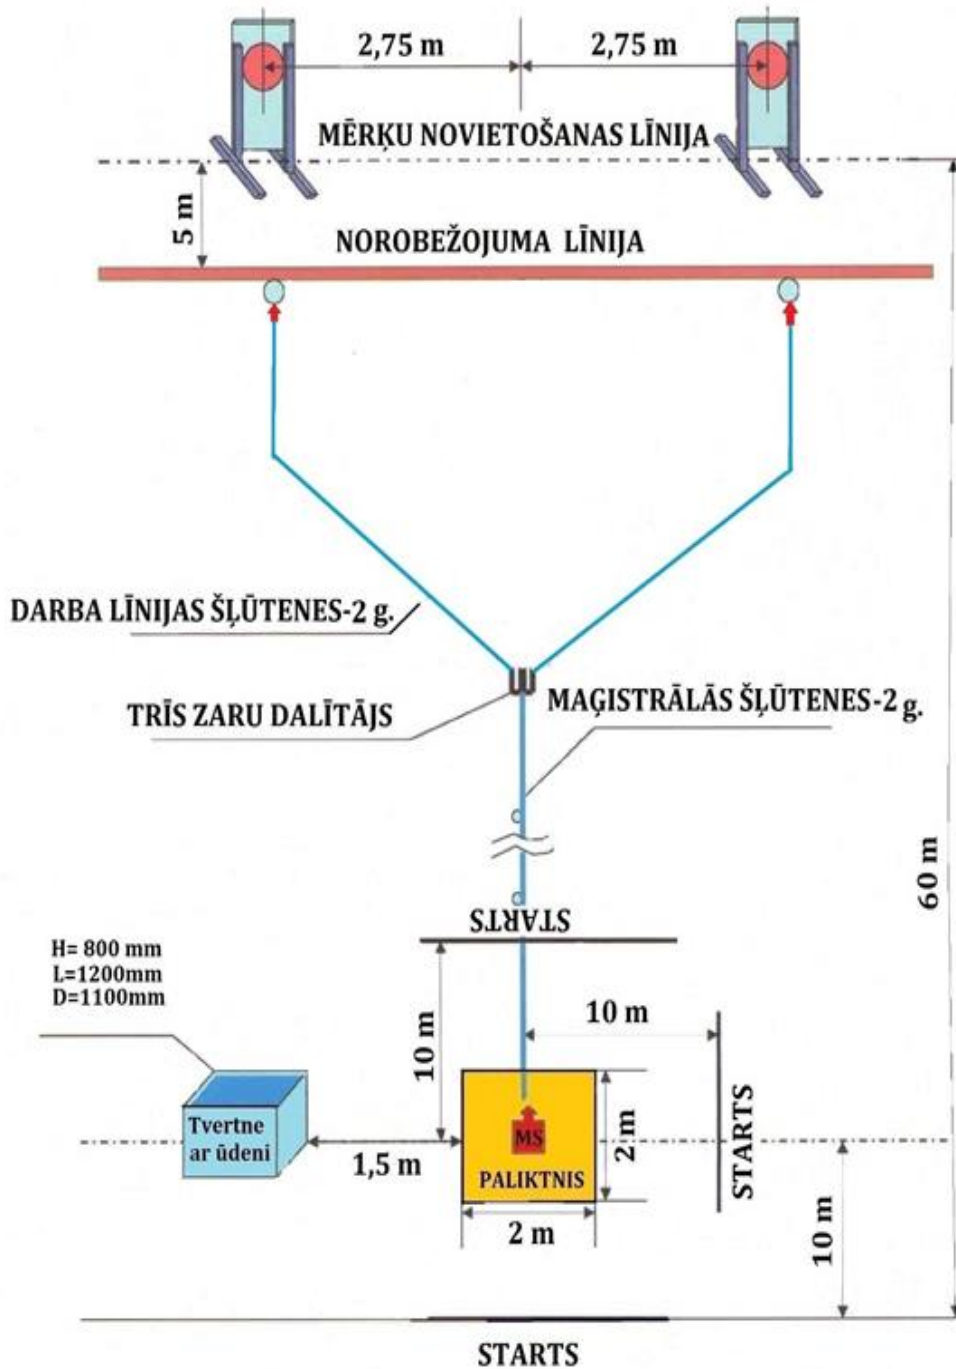 2,75 m
2,75 m
MĒRĶU NOVIETOŠANAS LĪNIJA
5 m
NOROBEŽOJUMA LĪNIJA
DARBA LĪNIJAS ŠĻŪTENES-2 g.
TRĪS ZARU DALĪTĀJS
MAĢISTRĀLĀS ŠĻŪTENES-2 g.
60 m
STARTS
H= 800 mm
L=1200mm
D=1100mm
10 m
10 m
Tvertne
ar ūdeni
1,5 m
MS
PALIKTNIS
2 m
2 m
STARTS
10 m
STARTS